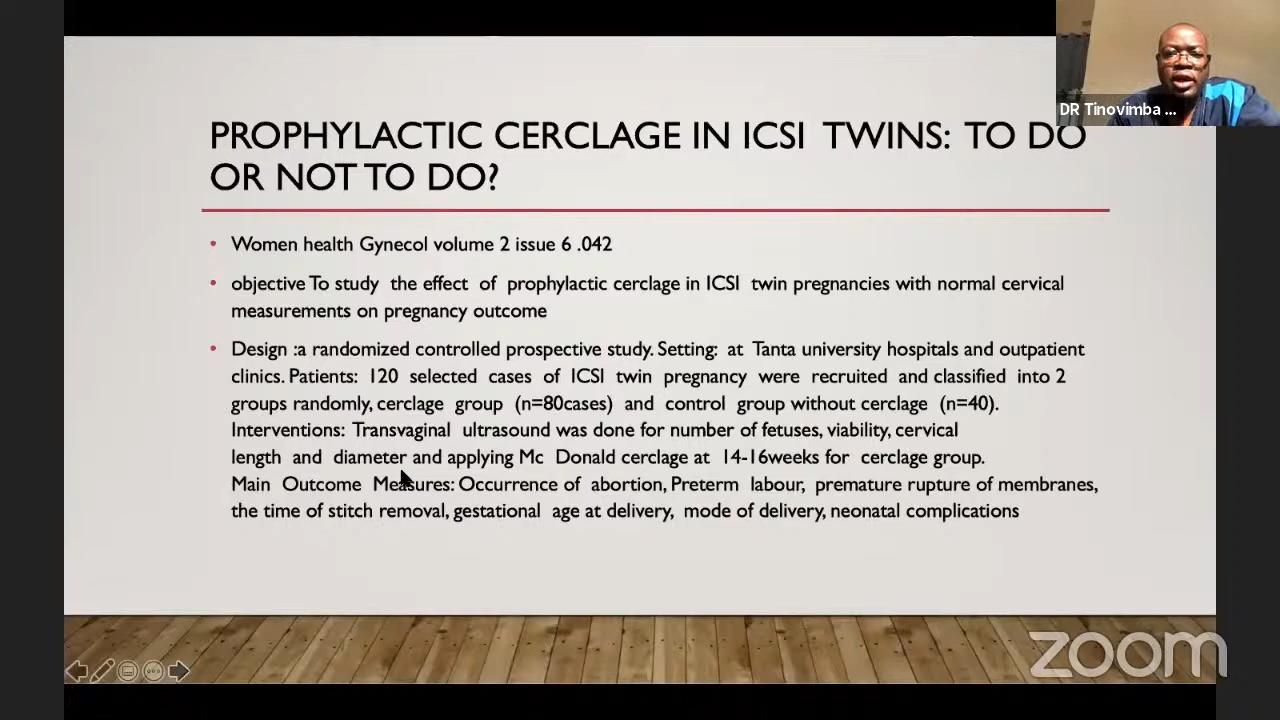 DR Tinovimba ...
PROPHYLACTIC CERCLAGE IN ICSI TWINS: TO DO
OR NOT TO DO?
• Women health Gynecol volume 2 issue 6 .042
• objective To study the effect of prophylactic cerclage in ICSI twin pregnancies with normal cervical
measurements on pregnancy outcome
• Design :a randomized controlled prospective study. Setting: at Tanta university hospitals and outpatient
clinics. Patients: 120 selected cases of ICSI twin pregnancy were recruited and classified into 2
groups randomly, cerclage group (n=80cases) and control group without cerclage (n=40).
Interventions: Transvaginal ultrasound was done for number of fetuses, viability, cervical
length and diameter and applying Mc Donald cerclage at 14-16weeks for cerclage group.
Main Outcome Measures: Occurrence of abortion, Preterm labour, premature rupture of membranes,
the time of stitch removal, gestational age at delivery, mode of delivery, neonatal complications
zoom